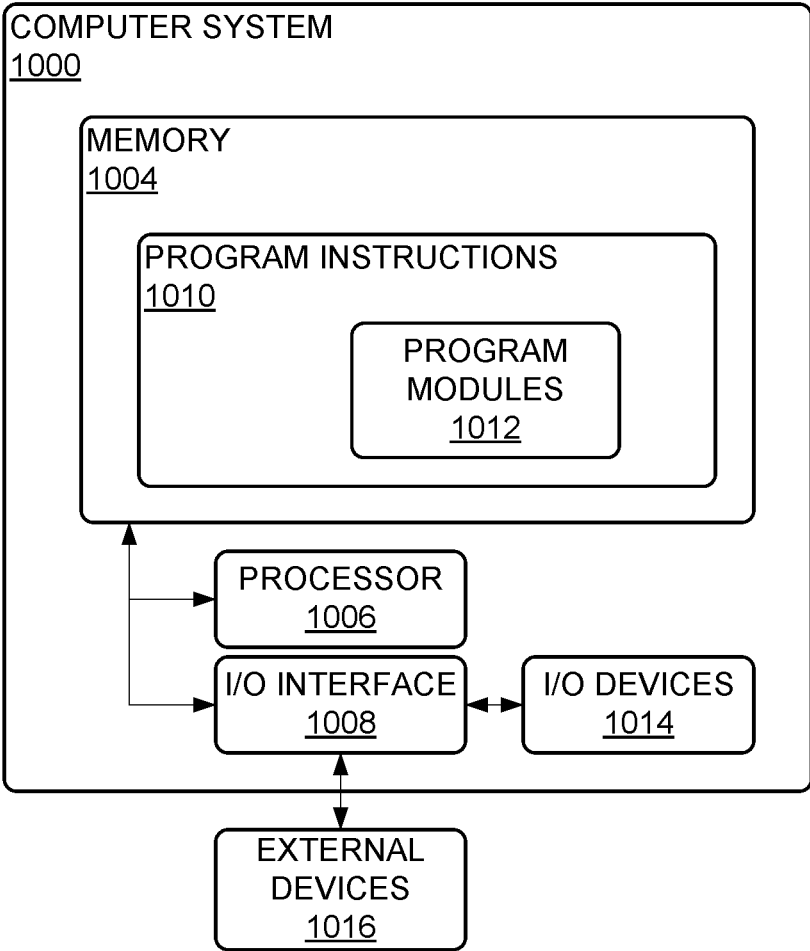 COMPUTER SYSTEM
1000
MEMORY
1004
PROGRAM INSTRUCTIONS
1010
PROGRAM
MODULES
1012
PROCESSOR
1006
I/O INTERFACE
1008
I/O DEVICES
1014
EXTERNAL
DEVICES
1016